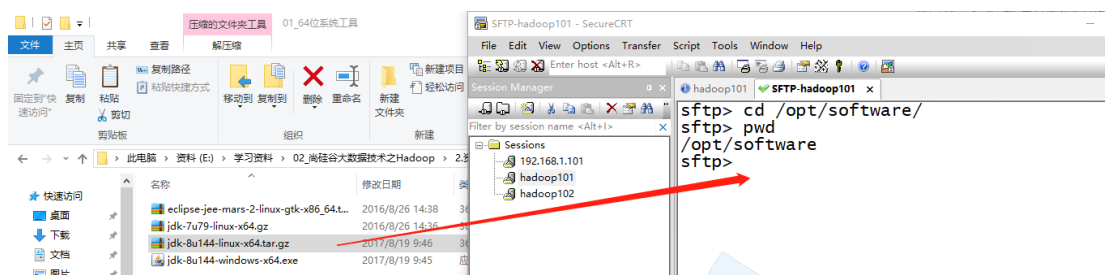 压缩的文件夹工具 01_64位系统工具
文件 主页 共享 查看 解压缩
固定到"快速访问" 复制 粘贴 复制路径 粘贴快捷方式 剪切 移动到 复制到 删除 重命名 新建文件夹 新建项目 轻松访问
剪贴板 组织 新建
此电脑 › 资料 (E:) › 学习资料 › 02_尚硅谷大数据技术之Hadoop ›
名称 修改日期
快速访问
桌面
下载
文档
图片
eclipse-jee-mars-2-linux-gtk-x86_64.t... 2016/8/26 14:38
jdk-7u79-linux-x64.gz 2016/8/26 14:36
jdk-8u144-linux-x64.tar.gz 2017/8/19 9:46
jdk-8u144-windows-x64.exe 2017/8/19 9:45
SFTP-hadoop101 - SecureCRT
File Edit View Options Transfer Script Tools Window Help
Enter host <Alt+R>
Session Manager
hadoop101 SFTP-hadoop101
Filter by session name <Alt+I>
Sessions
192.168.1.101
hadoop101
hadoop102
sftp> cd /opt/software/
sftp> pwd
/opt/software
sftp>